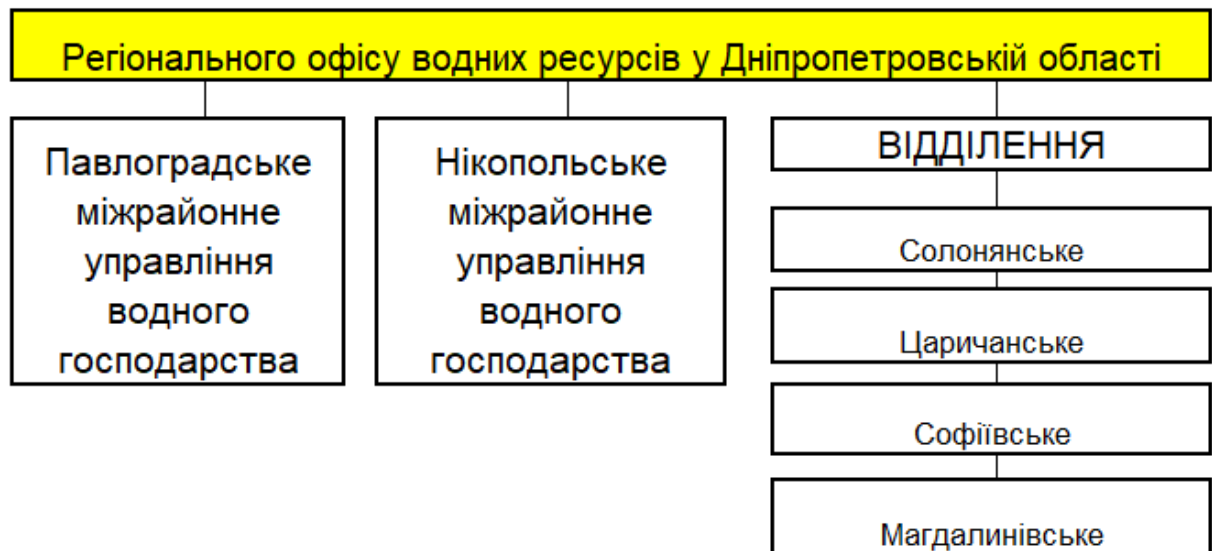 Регіонального офісу водних ресурсів у Дніпропетровській області
Павлоградське
міжрайонне
управління
водного
господарства
Нікопольське
міжрайонне
управління
водного
господарства
ВІДДІЛЕННЯ
Солонянське
Царичанське
Софіївське
Магдалинівське